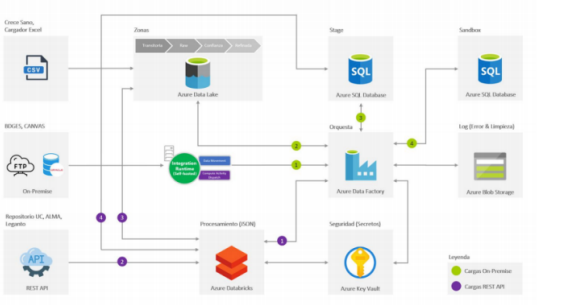 Crece Sano,
Cargador Excel
CSV
Zonas
Transitoria
Raw
Confianza
Refinada
Azure Data Lake
Stage
SQL
Azure SQL Database
Sandbox
SQL
Azure SQL Database
BDGES, CANVAS
FTP
On-Premise
Integration
Runtime
(Self-hosted)
Data Movement
2
1
3
4
Orquesta
Azure Data Factory
Log (Error & Limpieza)
Azure Blob Storage
Repositorio UC, ALMA,
Leganto
API
REST API
4
3
2
1
Procesamiento (JSON)
Azure Databricks
Seguridad (Secretos)
Azure Key Vault
Leyenda
Cargas On-Premise
Cargas REST API